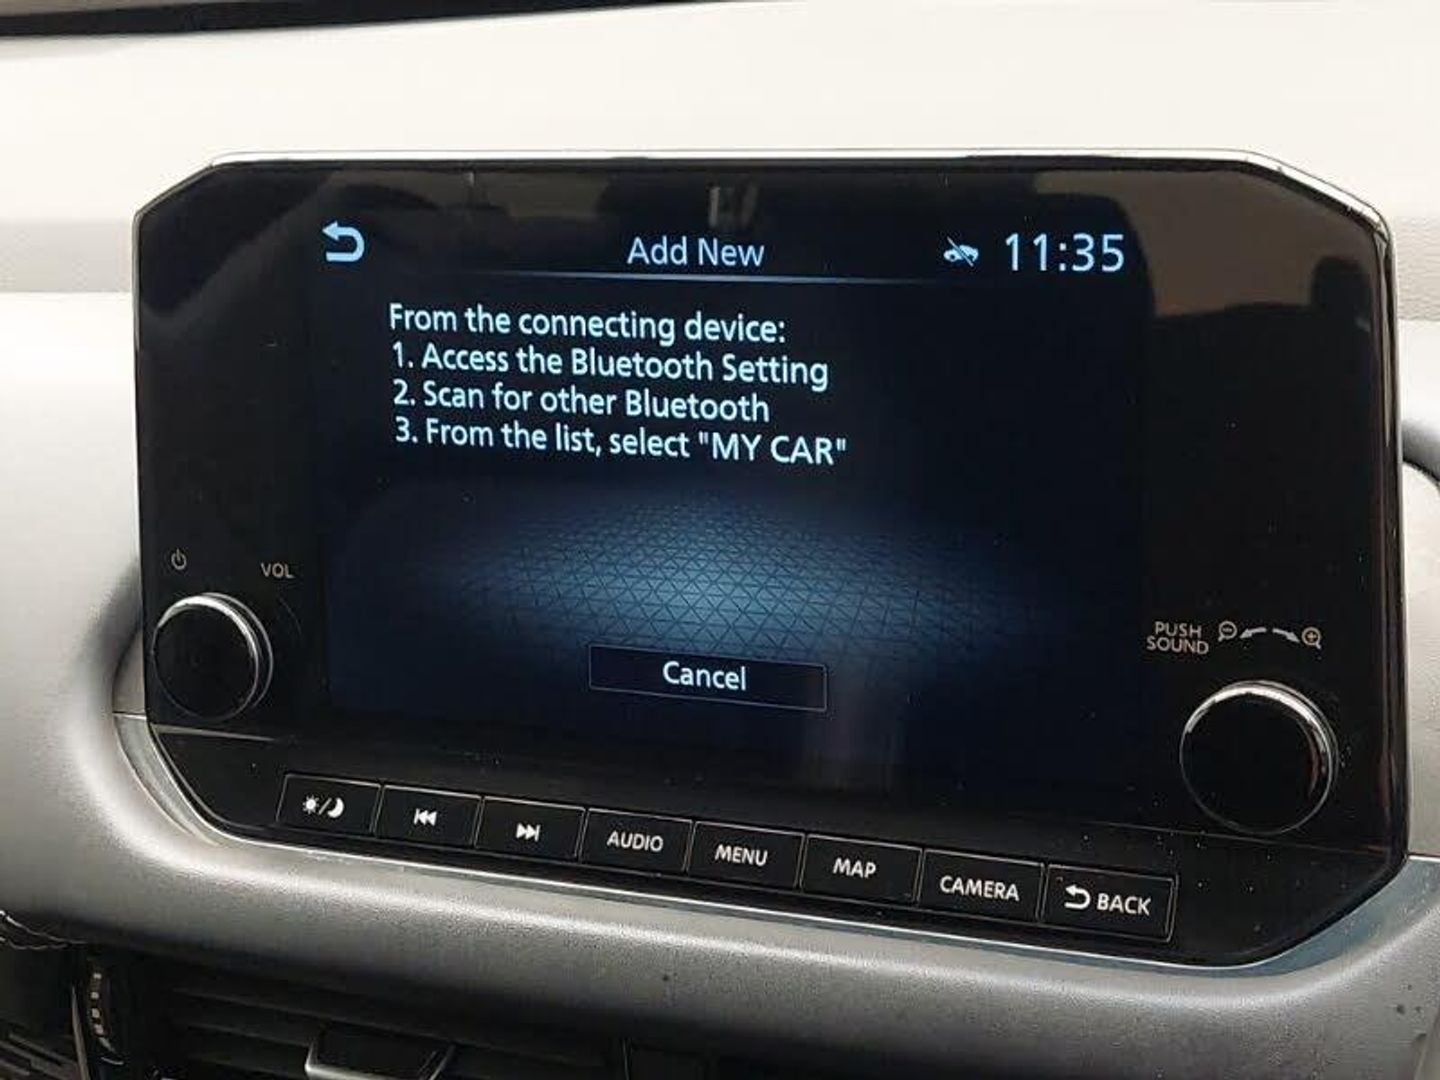 Add New
11:35
From the connecting device:
1. Access the Bluetooth Setting
2. Scan for other Bluetooth
3. From the list, select "MY CAR"
VOL
PUSH
SOUND
Cancel
AUDIO
MENU
MAP
CAMERA
BACK